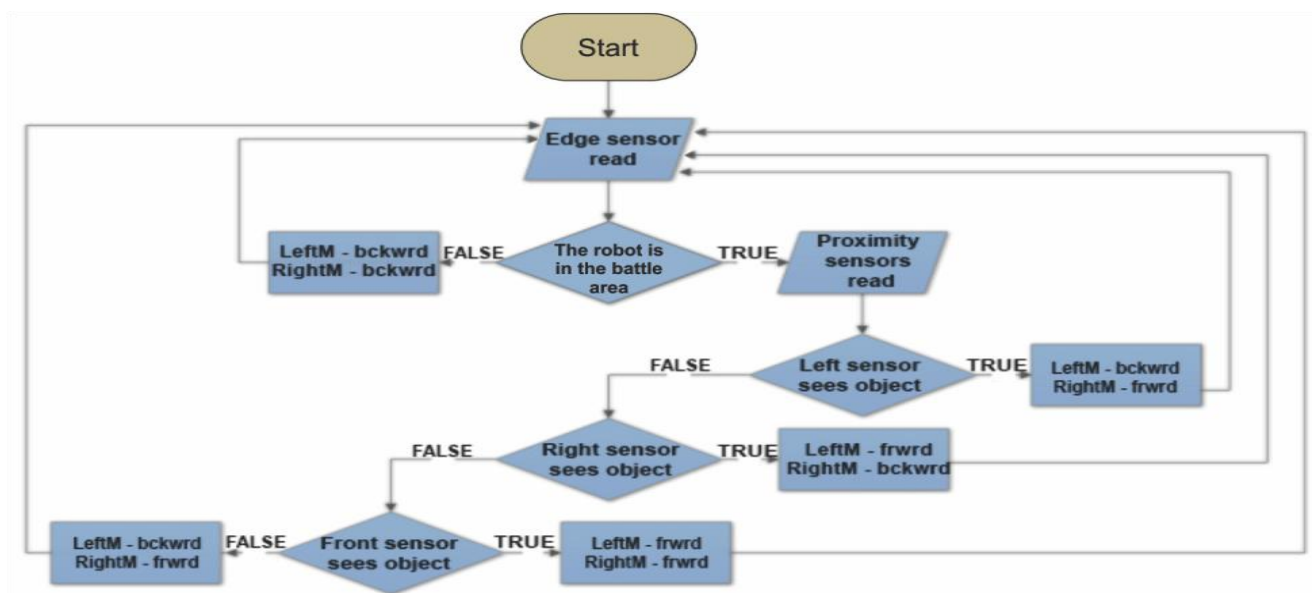 Start
Edge sensor
read
LeftM - bckwrd
RightM - bckwrd
FALSE
The robot is
in the battle
area
TRUE
Proximity
sensors
read
FALSE
Left sensor
sees object
TRUE
LeftM - bckwrd
RightM - frwrd
FALSE
Right sensor
sees object
TRUE
LeftM - frwrd
RightM - bckwrd
LeftM - bckwrd
RightM - frwrd
FALSE
Front sensor
sees object
TRUE
LeftM - frwrd
RightM - frwrd